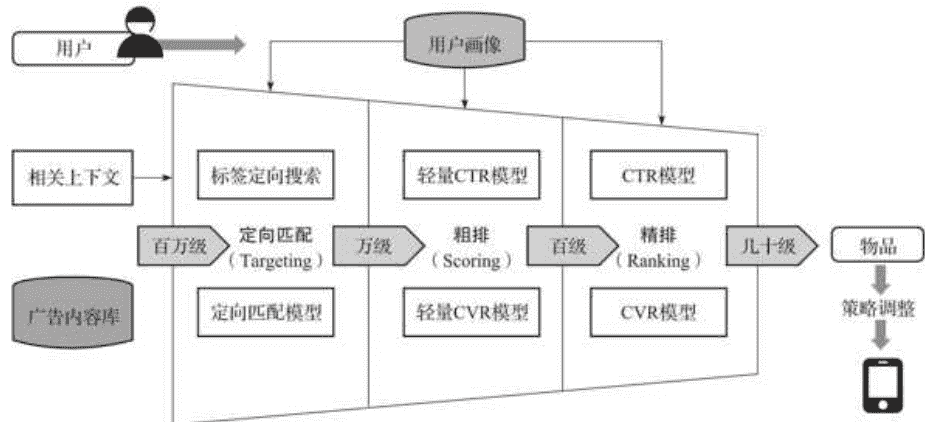 用户
用户画像
相关上下文
标签定向搜索
轻量CTR模型
CTR模型
百万级
定向匹配
（Targeting）
万级
粗排
（Scoring）
百级
精排
（Ranking）
几十级
物品
广告内容库
定向匹配模型
轻量CVR模型
CVR模型
策略调整